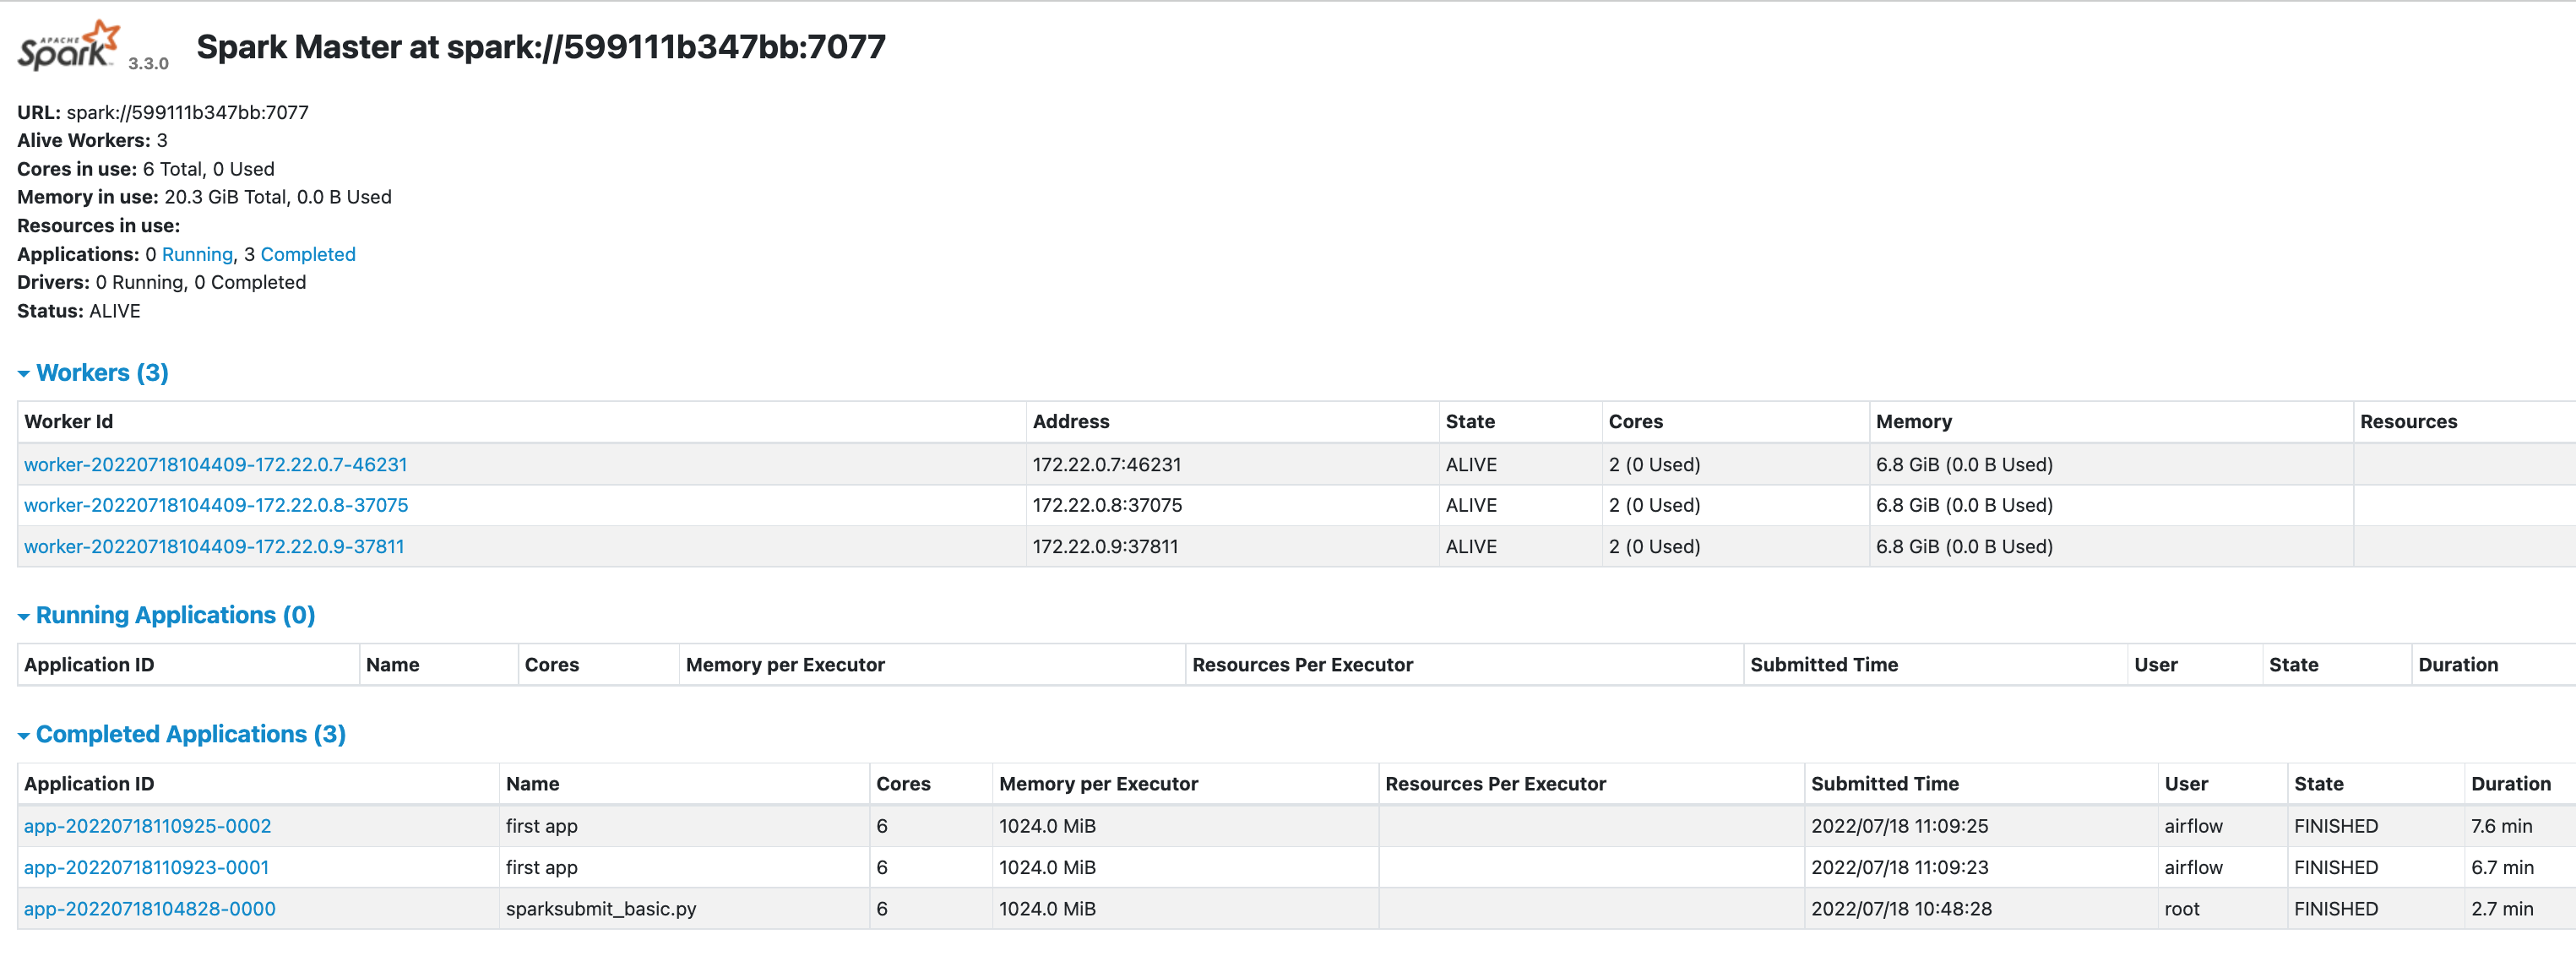 APACHE Spark 3.3.0 Spark Master at spark://599111b347bb:7077
URL: spark://599111b347bb:7077
Alive Workers: 3
Cores in use: 6 Total, 0 Used
Memory in use: 20.3 GiB Total, 0.0 B Used
Resources in use:
Applications: 0 Running, 3 Completed
Drivers: 0 Running, 0 Completed
Status: ALIVE
Workers (3)
Worker Id Address State Cores Memory Resources
worker-20220718104409-172.22.0.7-46231 172.22.0.7:46231 ALIVE 2 (0 Used) 6.8 GiB (0.0 B Used)
worker-20220718104409-172.22.0.8-37075 172.22.0.8:37075 ALIVE 2 (0 Used) 6.8 GiB (0.0 B Used)
worker-20220718104409-172.22.0.9-37811 172.22.0.9:37811 ALIVE 2 (0 Used) 6.8 GiB (0.0 B Used)
Running Applications (0)
Application ID Name Cores Memory per Executor Resources Per Executor Submitted Time User State Duration
Completed Applications (3)
Application ID Name Cores Memory per Executor Resources Per Executor Submitted Time User State Duration
app-20220718110925-0002 first app 6 1024.0 MiB 2022/07/18 11:09:25 airflow FINISHED 7.6 min
app-20220718110923-0001 first app 6 1024.0 MiB 2022/07/18 11:09:23 airflow FINISHED 6.7 min
app-20220718104828-0000 sparksubmit_basic.py 6 1024.0 MiB 2022/07/18 10:48:28 root FINISHED 2.7 min